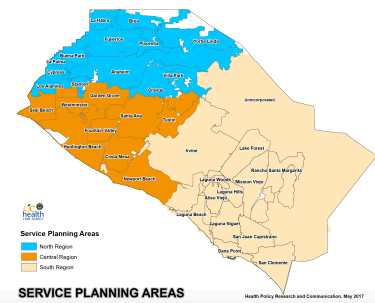 La Habra
Brea
Fullerton
Placentia
Yorba Linda
Buena Park
La Palma
Anaheim
Cypress
Villa Park
Stanton
Orange
Los Alamitos
Garden Grove
Unincorporated
Westminster
Seal Beach
Santa Ana
Tustin
Fountain Valley
Huntington Beach
Irvine
Lake Forest
Costa Mesa
Rancho Santa Margarita
Newport Beach
Laguna Woods
Mission Viejo
Laguna Hills
Aliso Viejo
Laguna Beach
Laguna Niguel
San Juan Capistrano
Dana Point
San Clemente
health
CARE AGENCY
Service Planning Area
North Region
Central Region
South Region
SERVICE PLANNING AREAS
Health Policy Research and Communication, May 2017